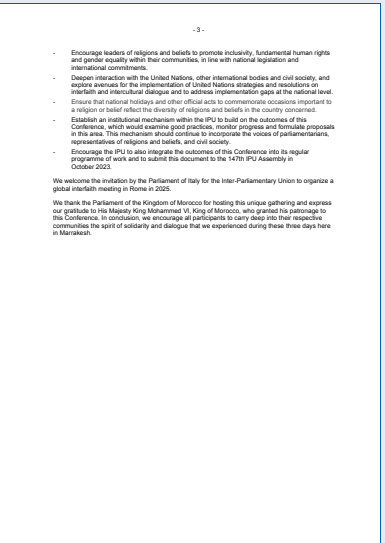 - 3 -
- Encourage leaders of religions and beliefs to promote inclusivity, fundamental human rights
and gender equality within their communities, in line with national legislation and
international commitments.
- Deepen interaction with the United Nations, other international bodies and civil society, and
explore avenues for the implementation of United Nations strategies and resolutions on
interfaith and intercultural dialogue and to address implementation gaps at the national level.
- Ensure that national holidays and other official acts to commemorate occasions important to
a religion or belief reflect the diversity of religions and beliefs in the country concerned.
- Establish an institutional mechanism within the IPU to build on the outcomes of this
Conference, which would examine good practices, monitor progress and formulate proposals
in this area. This mechanism should continue to incorporate the voices of parliamentarians,
representatives of religions and beliefs, and civil society.
- Encourage the IPU to also integrate the outcomes of this Conference into its regular
programme of work and to submit this document to the 147th IPU Assembly in
October 2023.
We welcome the invitation by the Parliament of Italy for the Inter-Parliamentary Union to organize a
global interfaith meeting in Rome in 2025.
We thank the Parliament of the Kingdom of Morocco for hosting this unique gathering and express
our gratitude to His Majesty King Mohammed VI, King of Morocco, who granted his patronage to
this Conference. In conclusion, we encourage all participants to carry deep into their respective
communities the spirit of solidarity and dialogue that we experienced during these three days here
in Marrakesh.